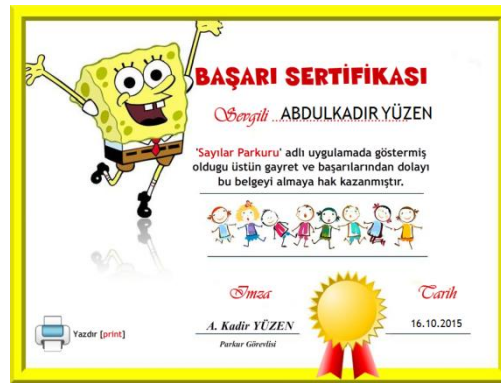 BAŞARI SERTİFİKASI
Sevgili ABDULKADIR YÜZEN
'Sayılar Parkuru' adlı uygulamada göstermiş
oldugu üstün gayret ve başarılarından dolayı
bu belgeyi almaya hak kazanmıştır.
İmza
Tarih
A. Kadir YÜZEN
16.10.2015
Parkur Görevlisi
Yazdır [print]